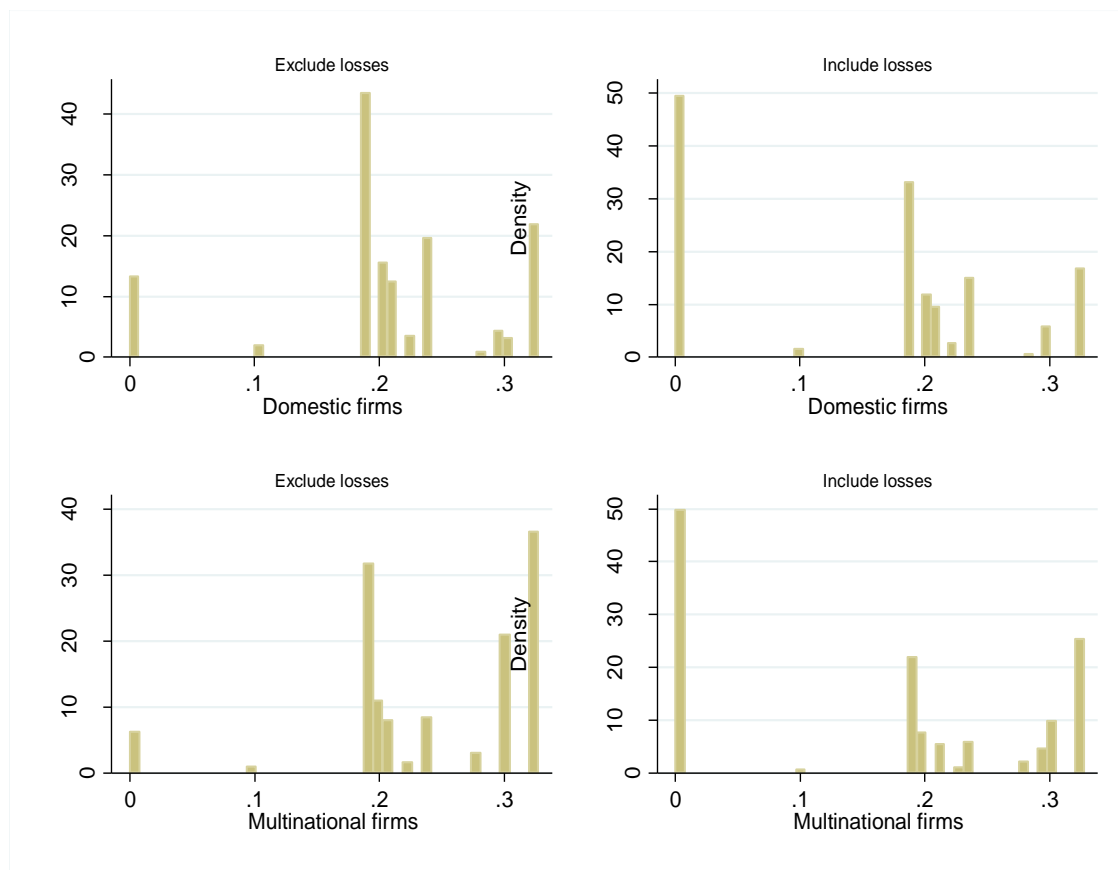 Exclude losses
40
30
20
10
0
Density
0 .1 .2 .3
Domestic firms
Include losses
50
40
30
20
10
0
0 .1 .2 .3
Domestic firms
Exclude losses
40
30
20
10
0
Density
0 .1 .2 .3
Multinational firms
Include losses
50
40
30
20
10
0
0 .1 .2 .3
Multinational firms